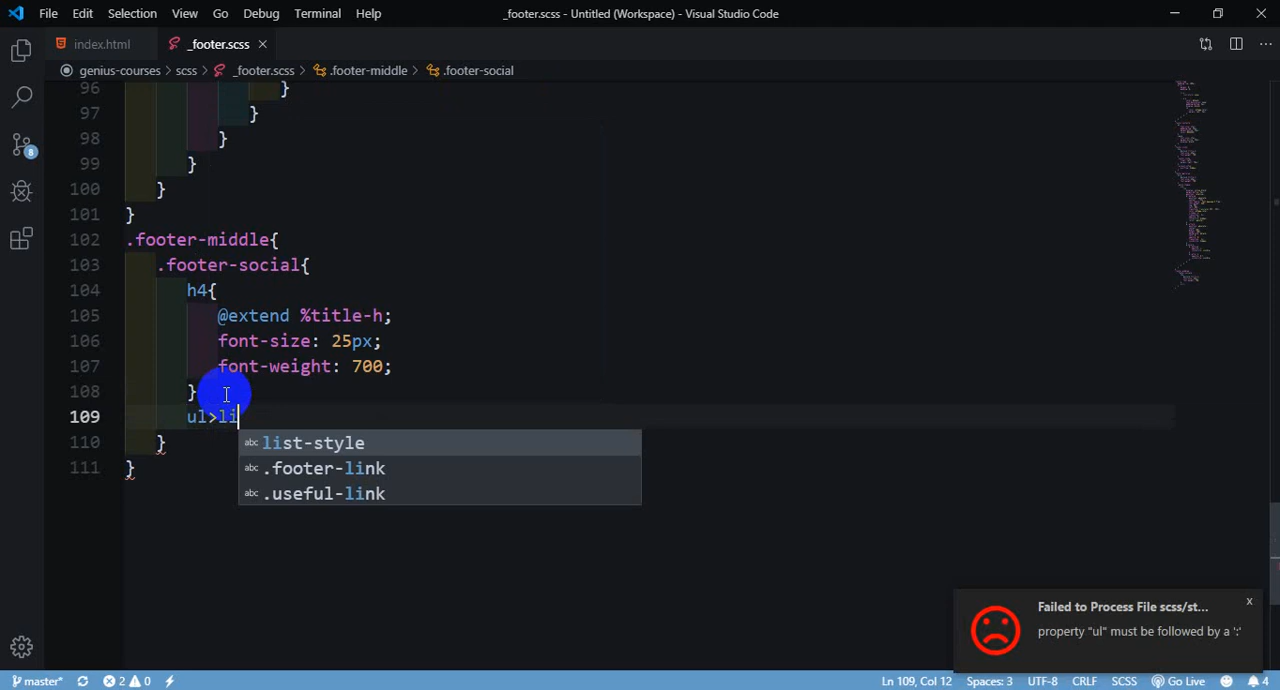 File Edit Selection View Go Debug Terminal Help _footer.scss - Untitled (Workspace) - Visual Studio Code
index.html _footer.scss
genius-courses > scss > _footer.scss > .footer-middle > .footer-social
96 }
97 }
98 }
99 }
100 }
101 }
102 .footer-middle{
103 .footer-social{
104 h4{
105 @extend %title-h;
106 font-size: 25px;
107 font-weight: 700;
108 }
109 ul>li
abc list-style
abc .footer-link
abc .useful-link
110 }
111 }
Failed to Process File scss/st... x
property "ul" must be followed by a ':'
8
master* 2 0 Ln 109, Col 12 Spaces: 3 UTF-8 CRLF SCSS Go Live 4